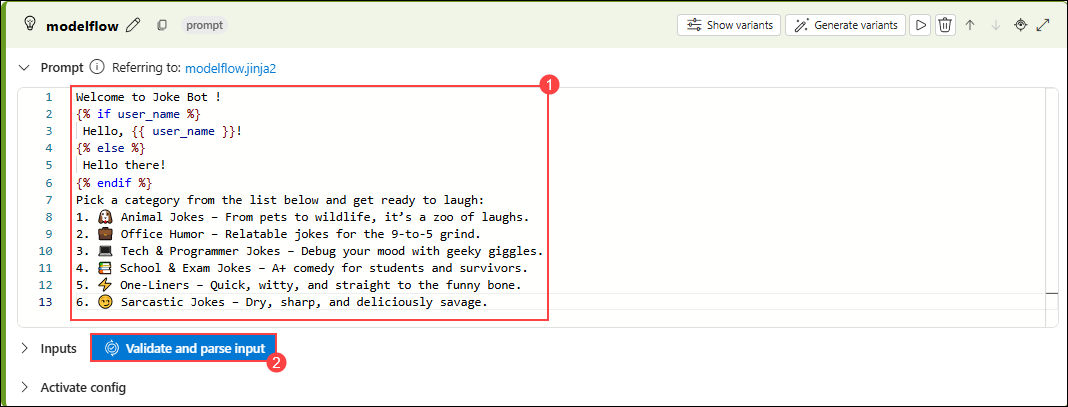 modelflow prompt Show variants Generate variants
Prompt Referring to: modelflow.jinja2
1
1 Welcome to Joke Bot !
2 {% if user_name %}
3 Hello, {{ user_name }}!
4 {% else %}
5 Hello there!
6 {% endif %}
7 Pick a category from the list below and get ready to laugh:
8 1. 🐶 Animal Jokes – From pets to wildlife, it’s a zoo of laughs.
9 2. 💼 Office Humor – Relatable jokes for the 9-to-5 grind.
10 3. 💻 Tech & Programmer Jokes – Debug your mood with geeky giggles.
11 4. 📚 School & Exam Jokes – A+ comedy for students and survivors.
12 5. ⚡ One-Liners – Quick, witty, and straight to the funny bone.
13 6. 😏 Sarcastic Jokes – Dry, sharp, and deliciously savage.
Inputs Validate and parse input
2
Activate config